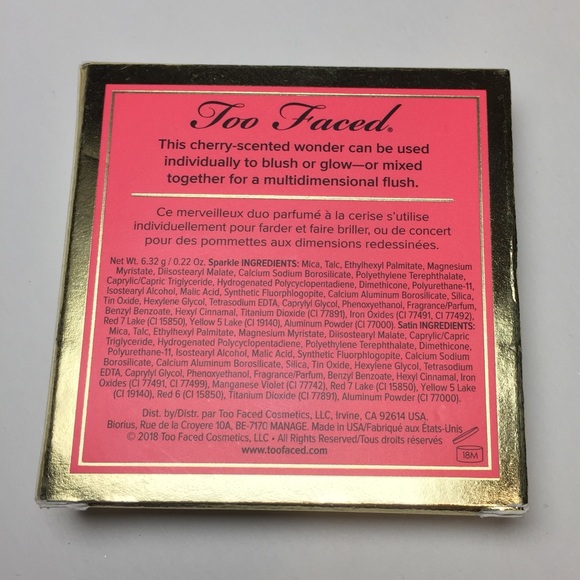 Too Faced®
This cherry-scented wonder can be used
individually to blush or glow—or mixed
together for a multidimensional flush.
Ce merveilleux duo parfumé à la cerise s'utilise
individuellement pour farder et faire briller, ou de concert
pour des pommettes aux dimensions redessinées.
Net Wt. 6.32 g / 0.22 Oz. Sparkle INGREDIENTS: Mica, Talc, Ethylhexyl Palmitate, Magnesium
Myristate, Diisostearyl Malate, Calcium Sodium Borosilicate, Polyethylene Terephthalate,
Caprylic/Capric Triglyceride, Hydrogenated Polycyclopentadiene, Dimethicone, Polyurethane-11,
Isostearyl Alcohol, Malic Acid, Synthetic Fluorphlogopite, Calcium Aluminum Borosilicate, Silica,
Tin Oxide, Hexylene Glycol, Tetrasodium EDTA, Caprylyl Glycol, Phenoxyethanol, Fragrance/Parfum,
Benzyl Benzoate, Hexyl Cinnamal, Titanium Dioxide (CI 77891), Iron Oxides (CI 77491, CI 77492),
Red 7 Lake (CI 15850), Yellow 5 Lake (CI 19140), Aluminum Powder (CI 77000). Satin INGREDIENTS:
Mica, Talc, Ethylhexyl Palmitate, Magnesium Myristate, Diisostearyl Malate, Caprylic/Capric
Triglyceride, Hydrogenated Polycyclopentadiene, Polyethylene Terephthalate, Dimethicone,
Polyurethane-11, Isostearyl Alcohol, Malic Acid, Synthetic Fluorphlogopite, Calcium Sodium
Borosilicate, Calcium Aluminum Borosilicate, Silica, Tin Oxide, Hexylene Glycol, Tetrasodium
EDTA, Caprylyl Glycol, Phenoxyethanol, Fragrance/Parfum, Benzyl Benzoate, Hexyl Cinnamal, Iron
Oxides (CI 77491, CI 77499), Manganese Violet (CI 77742), Red 7 Lake (CI 15850), Yellow 5 Lake
(CI 19140), Red 6 (CI 15850), Titanium Dioxide (CI 77891), Aluminum Powder (CI 77000).
Dist. by/Distr. par Too Faced Cosmetics, LLC, Irvine, CA 92614 USA.
Biorius, Rue de la Croyere 10A, BE-7170 MANAGE. Made in USA/Fabriqué aux États-Unis
© 2018 Too Faced Cosmetics, LLC • All Rights Reserved/Tous droits réservés
www.toofaced.com
18M